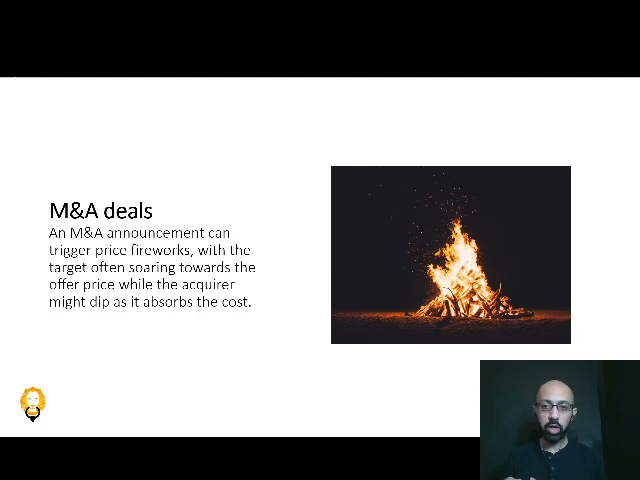 M&A deals
An M&A announcement can
trigger price fireworks, with the
target often soaring towards the
offer price while the acquirer
might dip as it absorbs the cost.